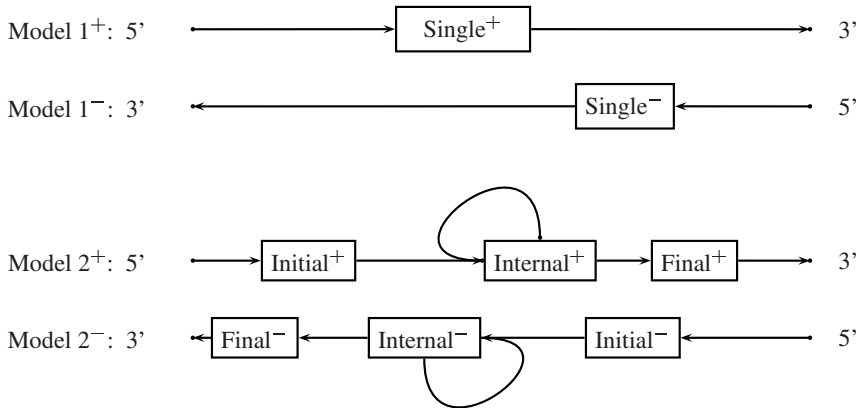 Model 1⁺: 5’ Single⁺ 3’
Model 1⁻: 3’ Single⁻ 5’
Model 2⁺: 5’ Initial⁺ Internal⁺ Final⁺ 3’
Model 2⁻: 3’ Final⁻ Internal⁻ Initial⁻ 5’